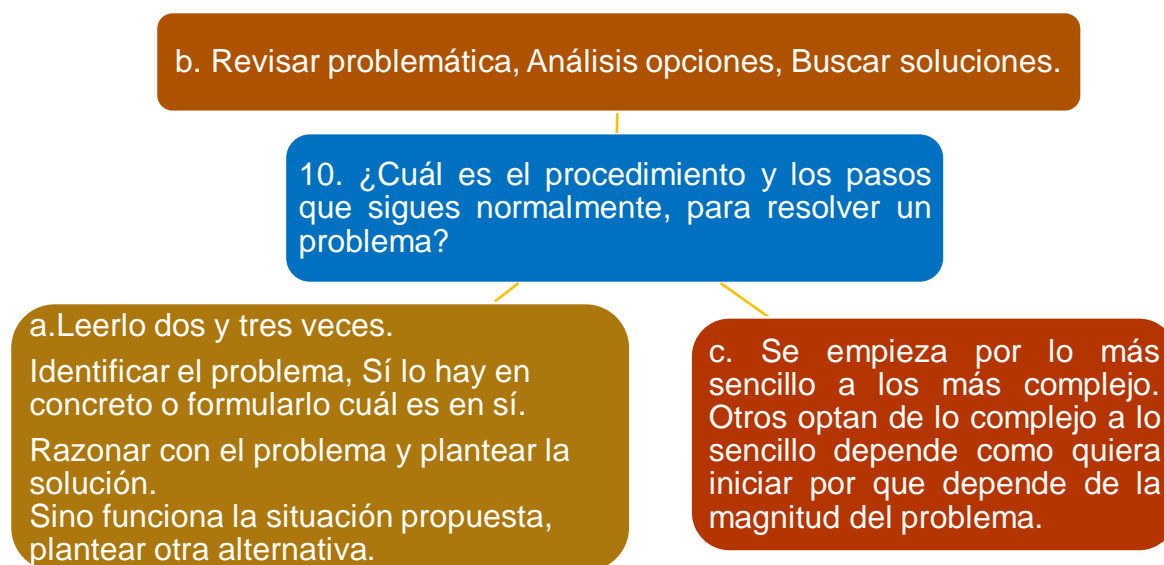 b. Revisar problemática, Análisis opciones, Buscar soluciones.
10. ¿Cuál es el procedimiento y los pasos
que sigues normalmente, para resolver un
problema?
a.Leerlo dos y tres veces.
Identificar el problema, Sí lo hay en
concreto o formularlo cuál es en sí.
Razonar con el problema y plantear la
solución.
Sino funciona la situación propuesta,
plantear otra alternativa.
c. Se empieza por lo más
sencillo a los más complejo.
Otros optan de lo complejo a lo
sencillo depende como quiera
iniciar por que depende de la
magnitud del problema.